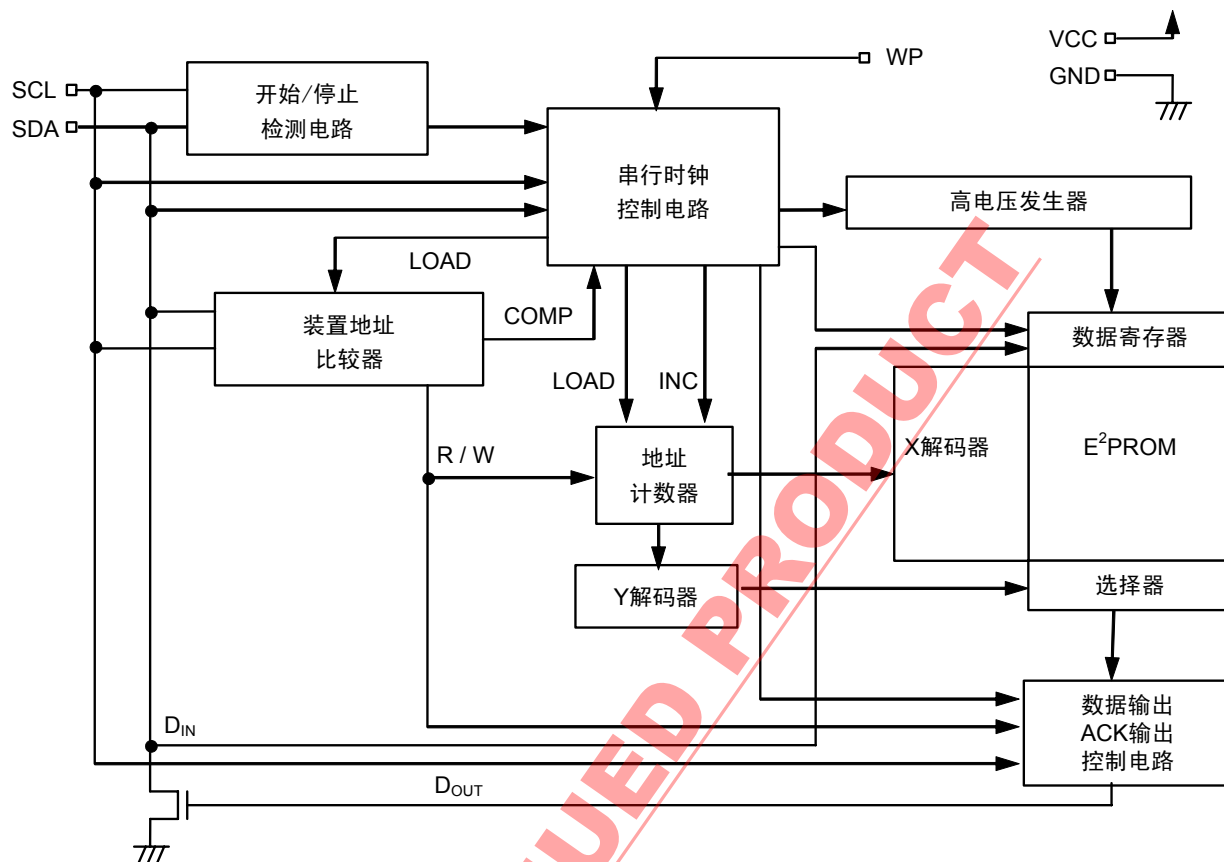 SCL
SDA
开始/停止
检测电路
WP
VCC
GND
串行时钟
控制电路
高电压发生器
LOAD
COMP
装置地址
比较器
数据寄存器
LOAD
INC
R / W
地址
计数器
X解码器
E²PROM
Y解码器
选择器
数据输出
ACK输出
控制电路
D_IN
D_OUT
UED PRODUCT